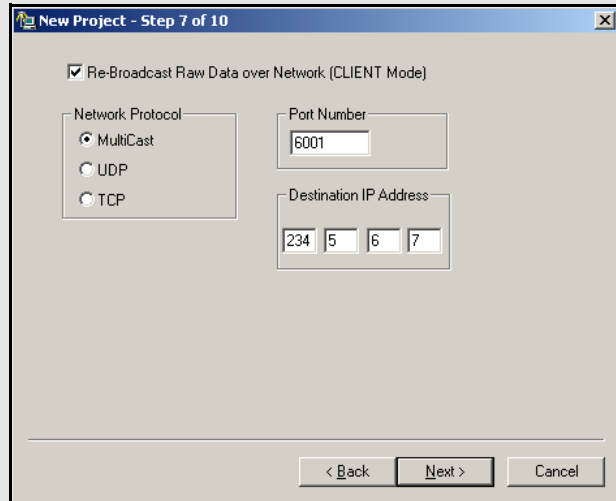 New Project - Step 7 of 10
Re-Broadcast Raw Data over Network (CLIENT Mode)
Network Protocol
MultiCast
UDP
TCP
Port Number
6001
Destination IP Address
234 5 6 7
< Back
Next >
Cancel